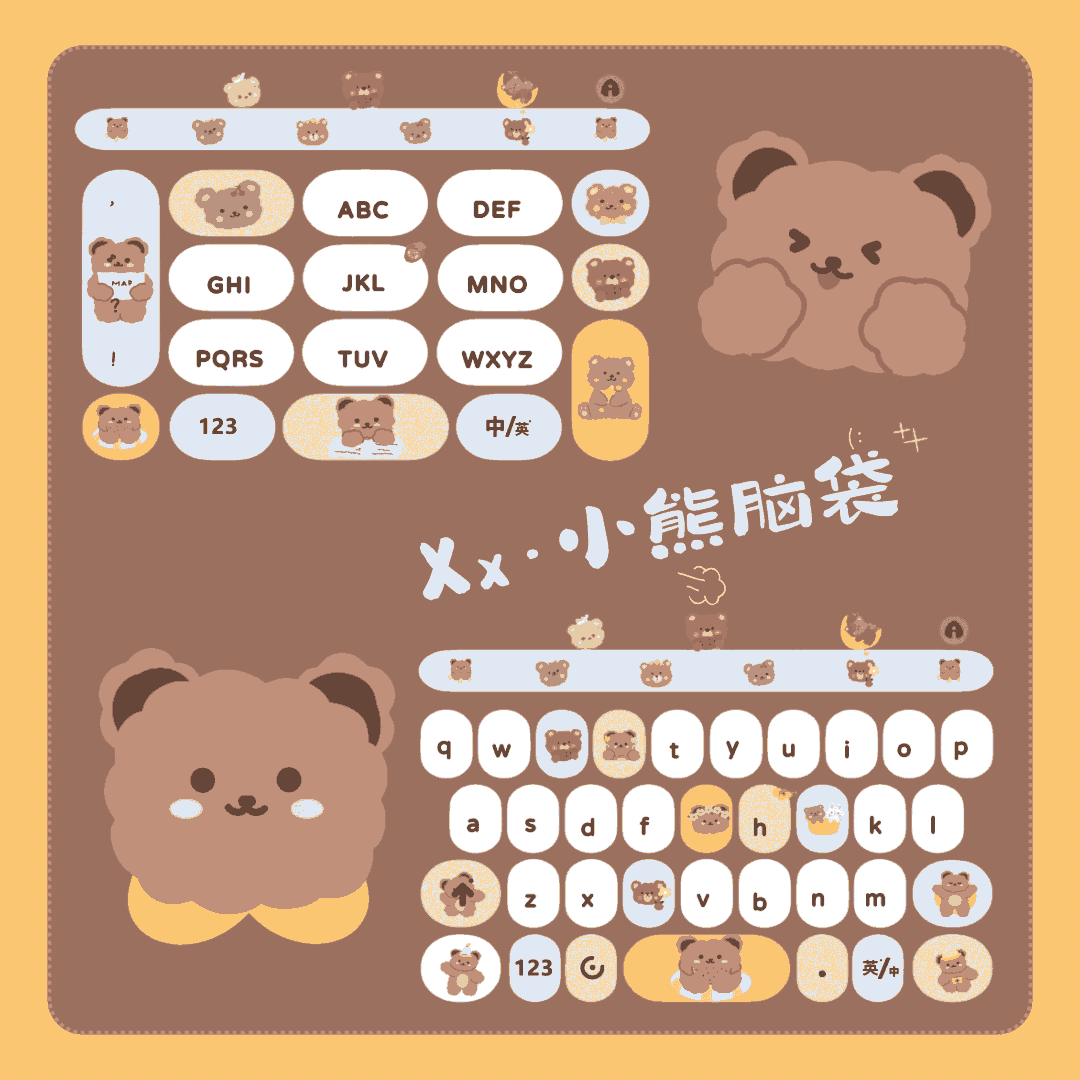 ,
ABC
DEF
MAP
?
GHI
JKL
MNO
!
PQRS
TUV
WXYZ
123
中/英
Xx·小熊脑袋
q w t y u i o p
a s d f h k l
z x v b n m
123
.
英/中